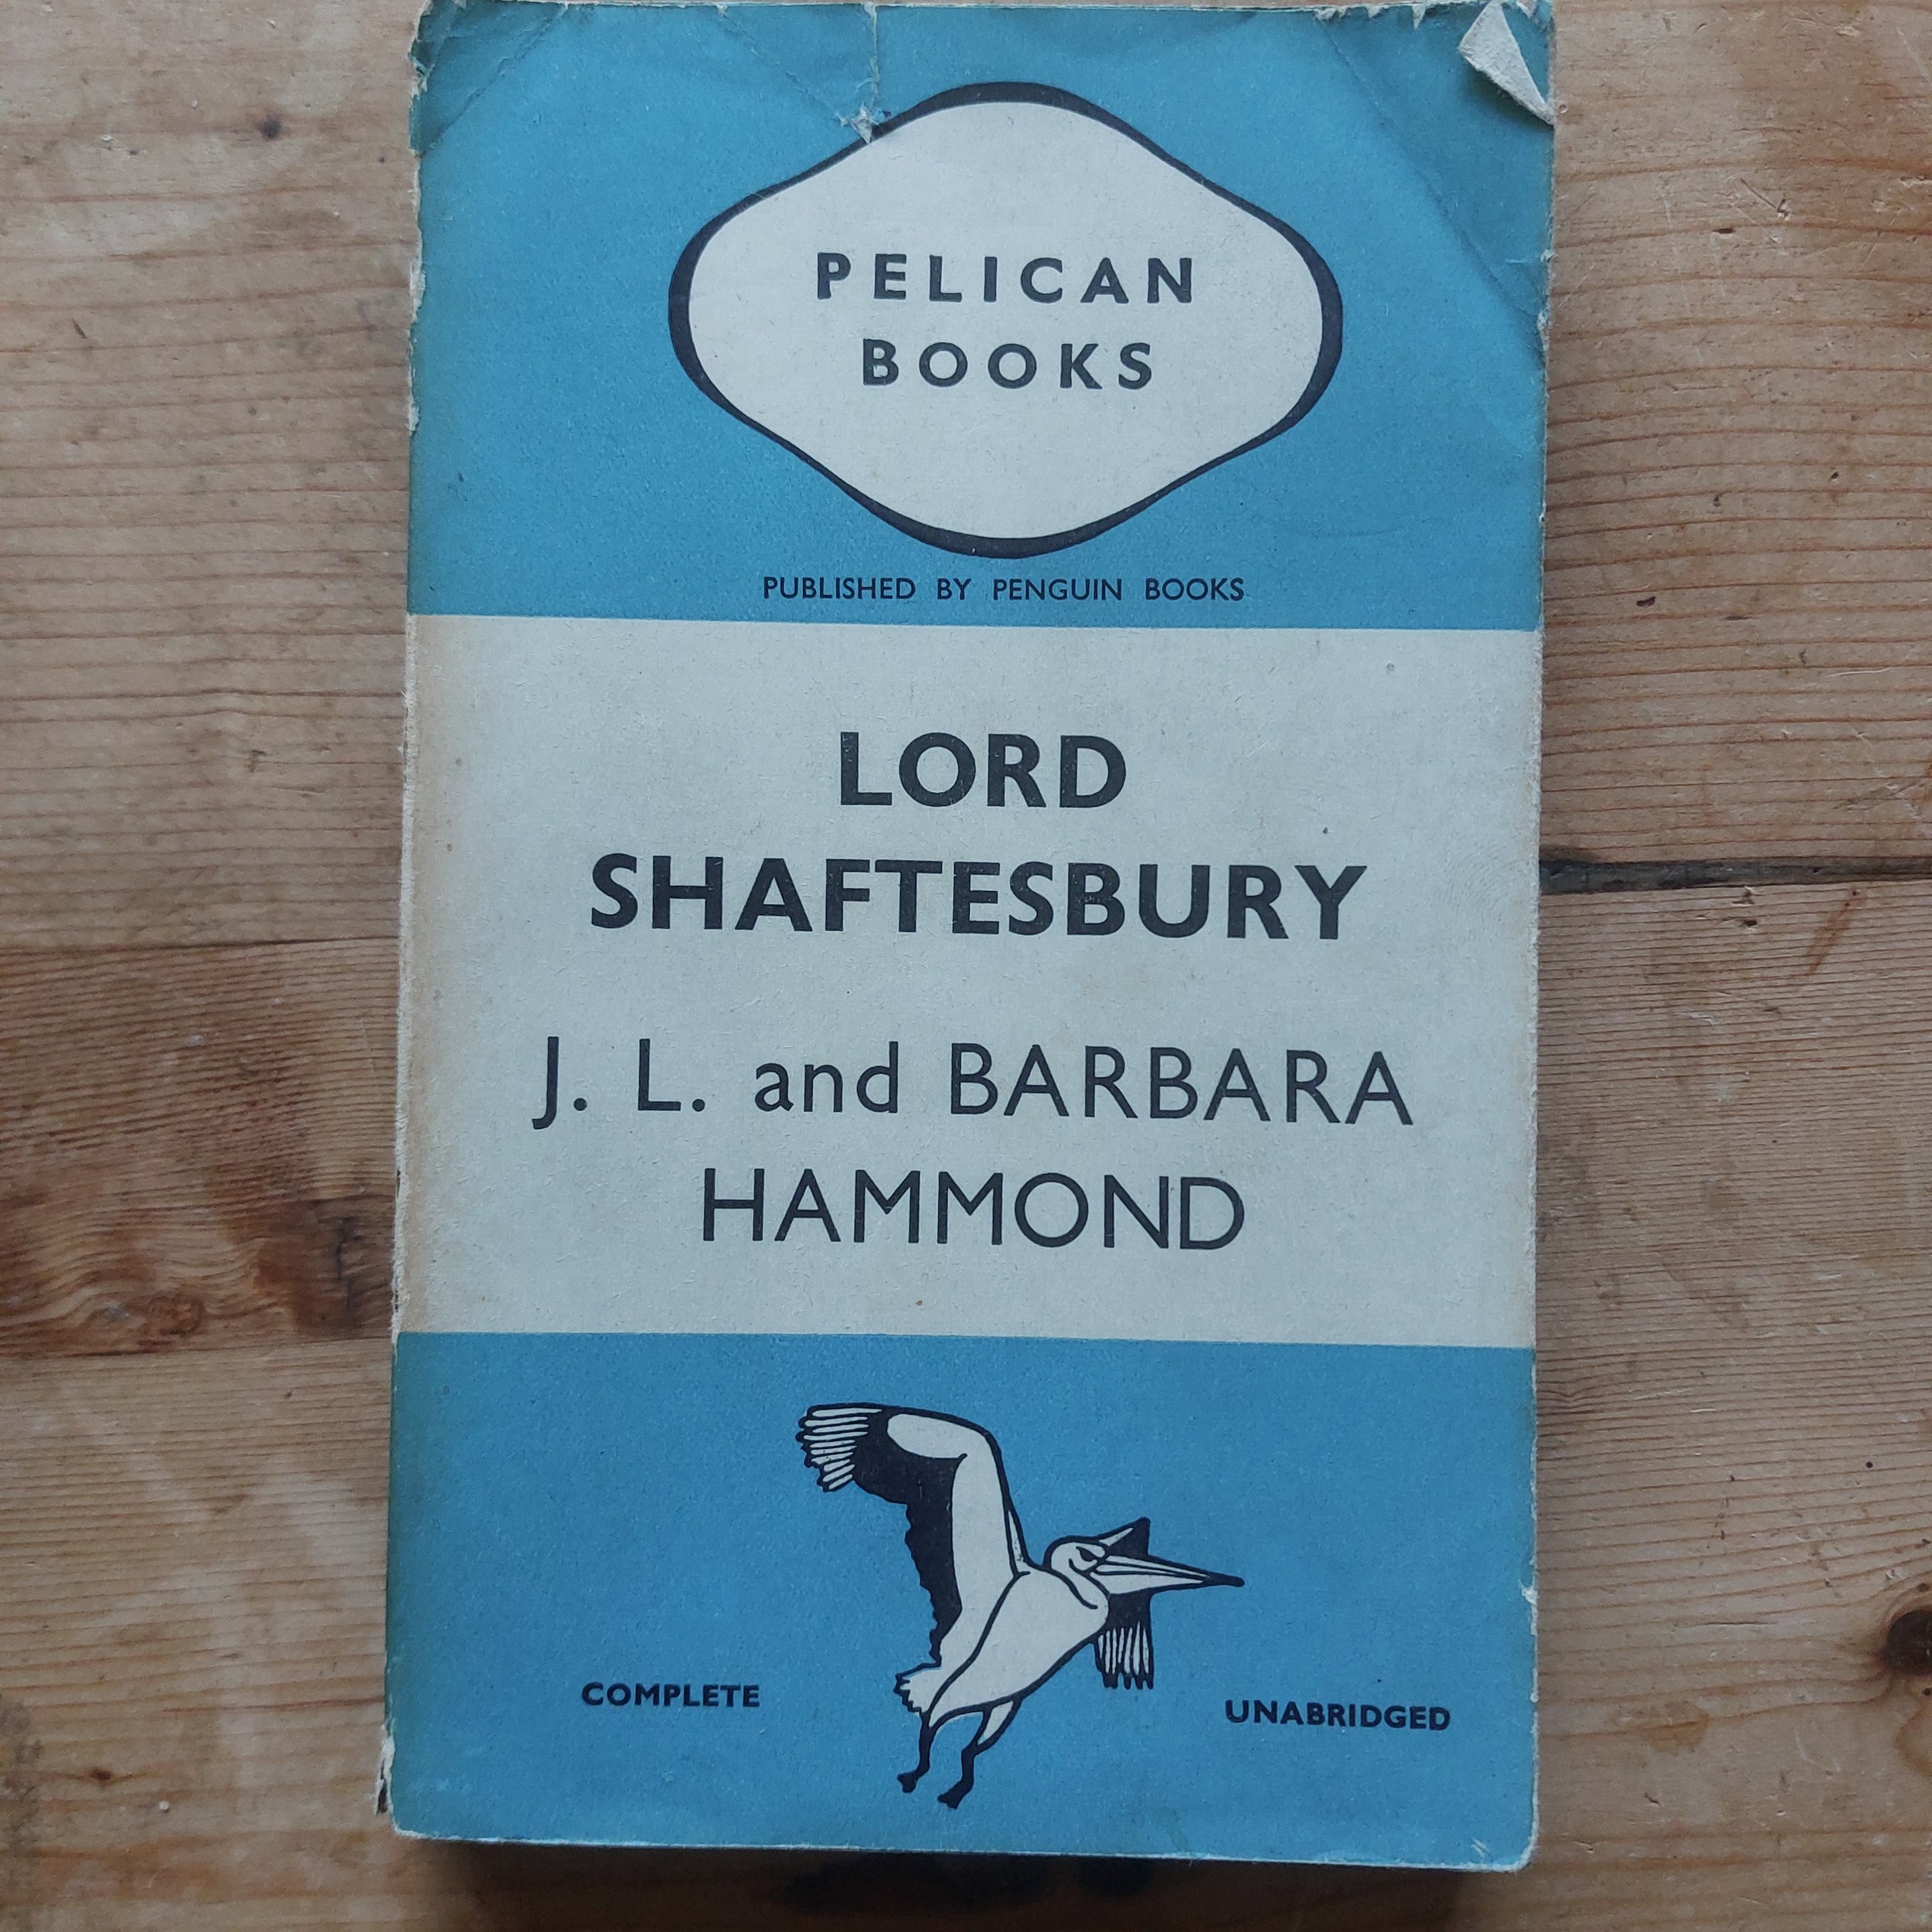 PELICAN
BOOKS
PUBLISHED BY PENGUIN BOOKS
LORD
SHAFTESBURY
J. L. and BARBARA
HAMMOND
COMPLETE UNABRIDGED